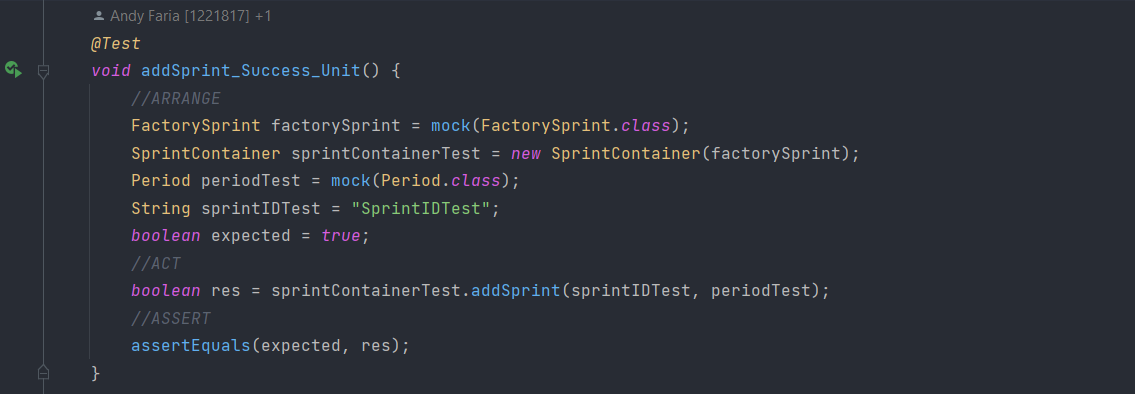 Andy Faria [1221817] +1
@Test
void addSprint_Success_Unit() {
//ARRANGE
FactorySprint factorySprint = mock(FactorySprint.class);
SprintContainer sprintContainerTest = new SprintContainer(factorySprint);
Period periodTest = mock(Period.class);
String sprintIDTest = "SprintIDTest";
boolean expected = true;
//ACT
boolean res = sprintContainerTest.addSprint(sprintIDTest, periodTest);
//ASSERT
assertEquals(expected, res);
}